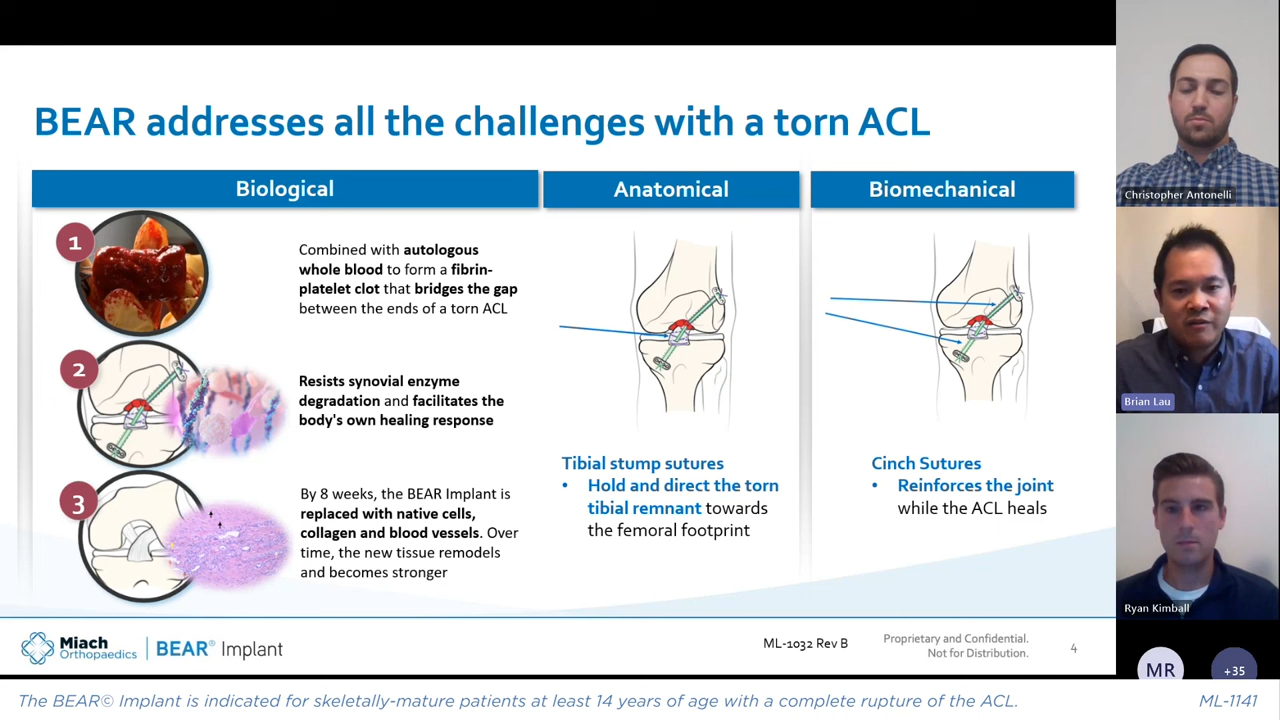 BEAR addresses all the challenges with a torn ACL
Biological
Anatomical
Biomechanical
1
Combined with autologous
whole blood to form a fibrin-
platelet clot that bridges the gap
between the ends of a torn ACL
2
Resists synovial enzyme
degradation and facilitates the
body's own healing response
3
By 8 weeks, the BEAR Implant is
replaced with native cells,
collagen and blood vessels. Over
time, the new tissue remodels
and becomes stronger
Tibial stump sutures
• Hold and direct the torn
tibial remnant towards
the femoral footprint
Cinch Sutures
• Reinforces the joint
while the ACL heals
Miach
Orthopaedics
BEAR® Implant
ML-1032 Rev B
Proprietary and Confidential.
Not for Distribution.
4
Christopher Antonelli
Brian Lau
Ryan Kimball
MR
+35
The BEAR© Implant is indicated for skeletally-mature patients at least 14 years of age with a complete rupture of the ACL.
ML-1141